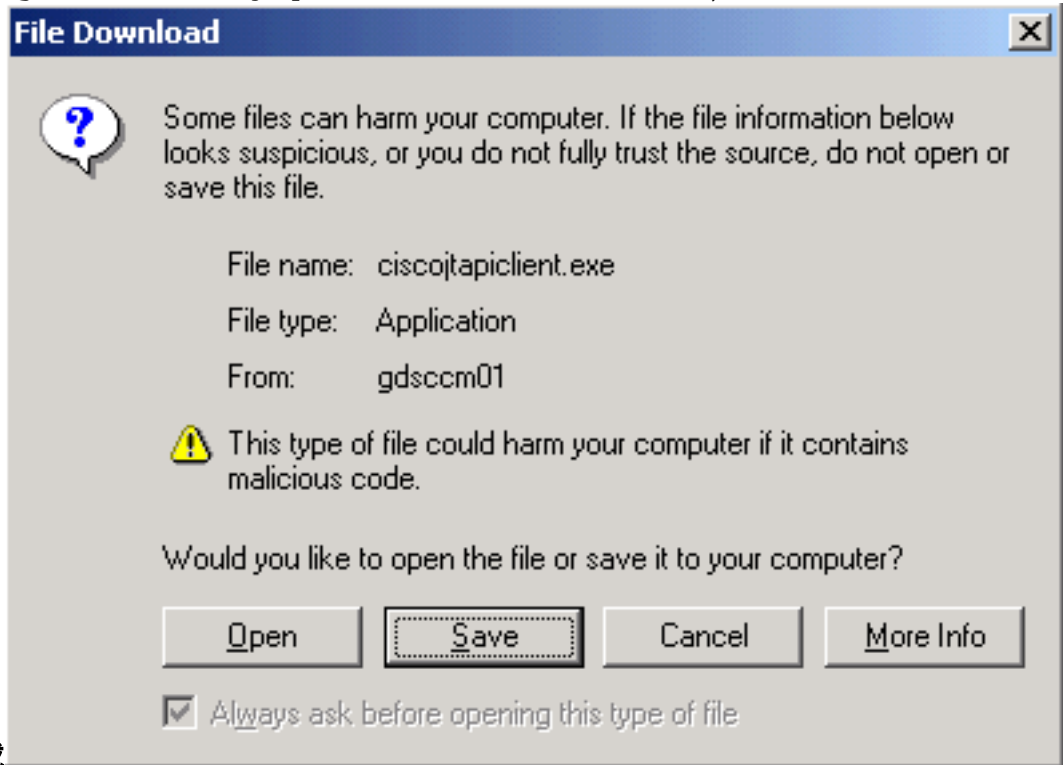 File Download
Some files can harm your computer. If the file information below
looks suspicious, or you do not fully trust the source, do not open or
save this file.
File name: ciscojtapiclient.exe
File type: Application
From: gdsccm01
This type of file could harm your computer if it contains
malicious code.
Would you like to open the file or save it to your computer?
Open Save Cancel More Info
Always ask before opening this type of file